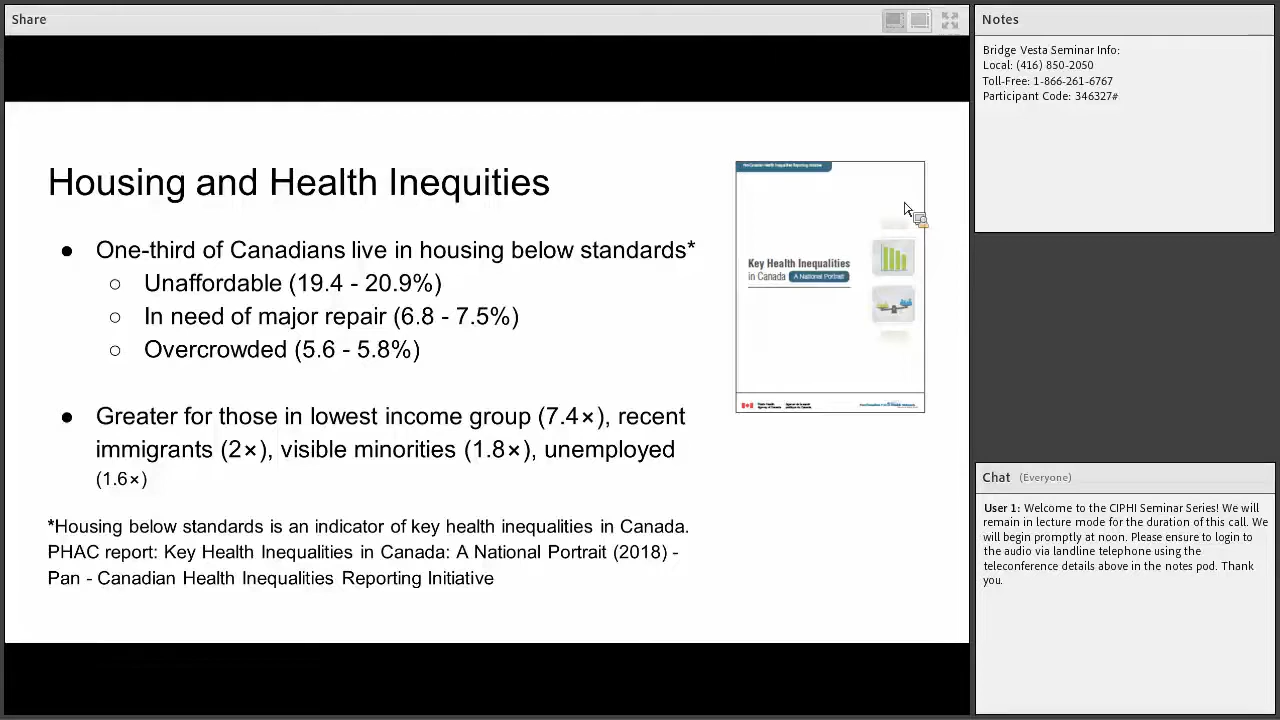 Share
Housing and Health Inequities
● One-third of Canadians live in housing below standards*
○ Unaffordable (19.4 - 20.9%)
○ In need of major repair (6.8 - 7.5%)
○ Overcrowded (5.6 - 5.8%)
● Greater for those in lowest income group (7.4×), recent
immigrants (2×), visible minorities (1.8×), unemployed
(1.6×)
*Housing below standards is an indicator of key health inequalities in Canada.
PHAC report: Key Health Inequalities in Canada: A National Portrait (2018) -
Pan - Canadian Health Inequalities Reporting Initiative
Key Health Inequalities
in Canada A National Portrait
Notes
Bridge Vesta Seminar Info:
Local: (416) 850-2050
Toll-Free: 1-866-261-6767
Participant Code: 346327#
Chat (Everyone)
User 1: Welcome to the CIPHI Seminar Series! We will
remain in lecture mode for the duration of this call. We
will begin promptly at noon. Please ensure to login to
the audio via landline telephone using the
teleconference details above in the notes pod. Thank
you.